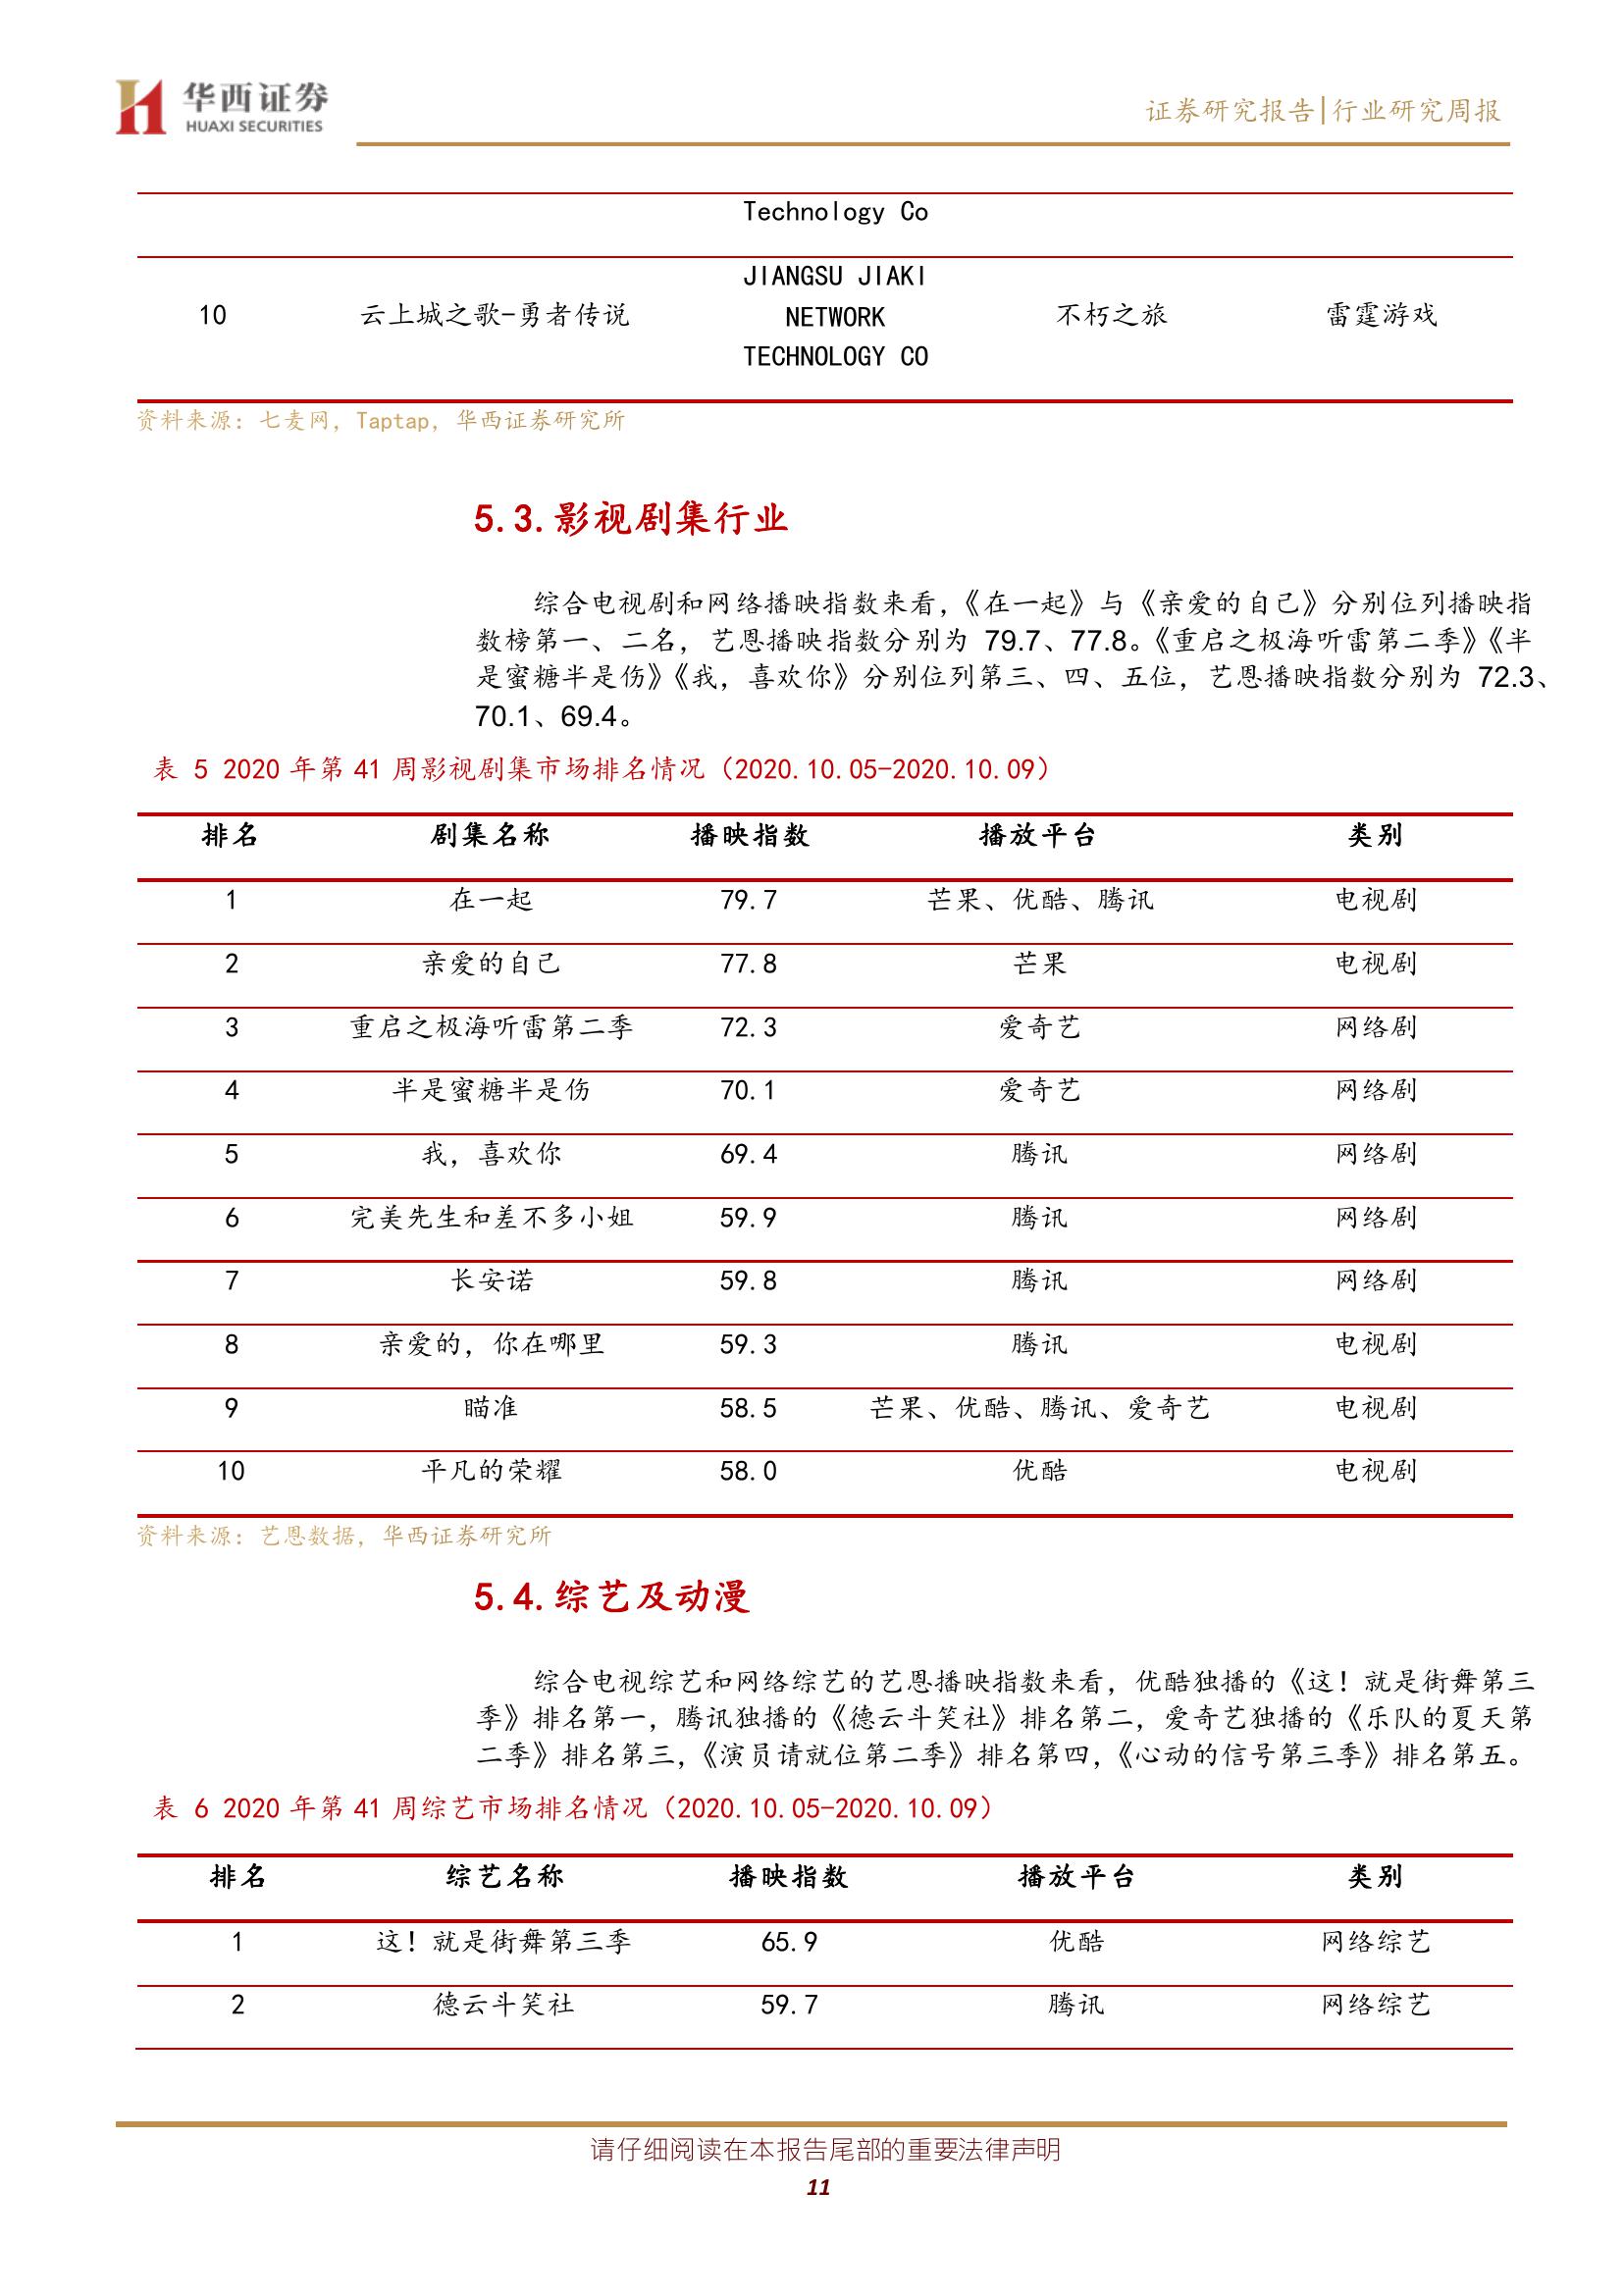 华西证券
HUAXI SECURITIES
证券研究报告|行业研究周报
Technology Co
JIANGSU JIAKI
10 云上城之歌-勇者传说 NETWORK 不朽之旅 雷霆游戏
TECHNOLOGY CO
资料来源：七麦网，Taptap，华西证券研究所
5.3.影视剧集行业
综合电视剧和网络播映指数来看，《在一起》与《亲爱的自己》分别位列播映指
数榜第一、二名，艺恩播映指数分别为 79.7、77.8。《重启之极海听雷第二季》《半
是蜜糖半是伤》《我，喜欢你》分别位列第三、四、五位，艺恩播映指数分别为 72.3、
70.1、69.4。
表 5 2020 年第 41 周影视剧集市场排名情况（2020.10.05-2020.10.09）
排名 剧集名称 播映指数 播放平台 类别
1 在一起 79.7 芒果、优酷、腾讯 电视剧
2 亲爱的自己 77.8 芒果 电视剧
3 重启之极海听雷第二季 72.3 爱奇艺 网络剧
4 半是蜜糖半是伤 70.1 爱奇艺 网络剧
5 我，喜欢你 69.4 腾讯 网络剧
6 完美先生和差不多小姐 59.9 腾讯 网络剧
7 长安诺 59.8 腾讯 网络剧
8 亲爱的，你在哪里 59.3 腾讯 电视剧
9 瞄准 58.5 芒果、优酷、腾讯、爱奇艺 电视剧
10 平凡的荣耀 58.0 优酷 电视剧
资料来源：艺恩数据，华西证券研究所
5.4.综艺及动漫
综合电视综艺和网络综艺的艺恩播映指数来看，优酷独播的《这！就是街舞第三
季》排名第一，腾讯独播的《德云斗笑社》排名第二，爱奇艺独播的《乐队的夏天第
二季》排名第三，《演员请就位第二季》排名第四，《心动的信号第三季》排名第五。
表 6 2020 年第 41 周综艺市场排名情况（2020.10.05-2020.10.09）
排名 综艺名称 播映指数 播放平台 类别
1 这！就是街舞第三季 65.9 优酷 网络综艺
2 德云斗笑社 59.7 腾讯 网络综艺
请仔细阅读在本报告尾部的重要法律声明
11